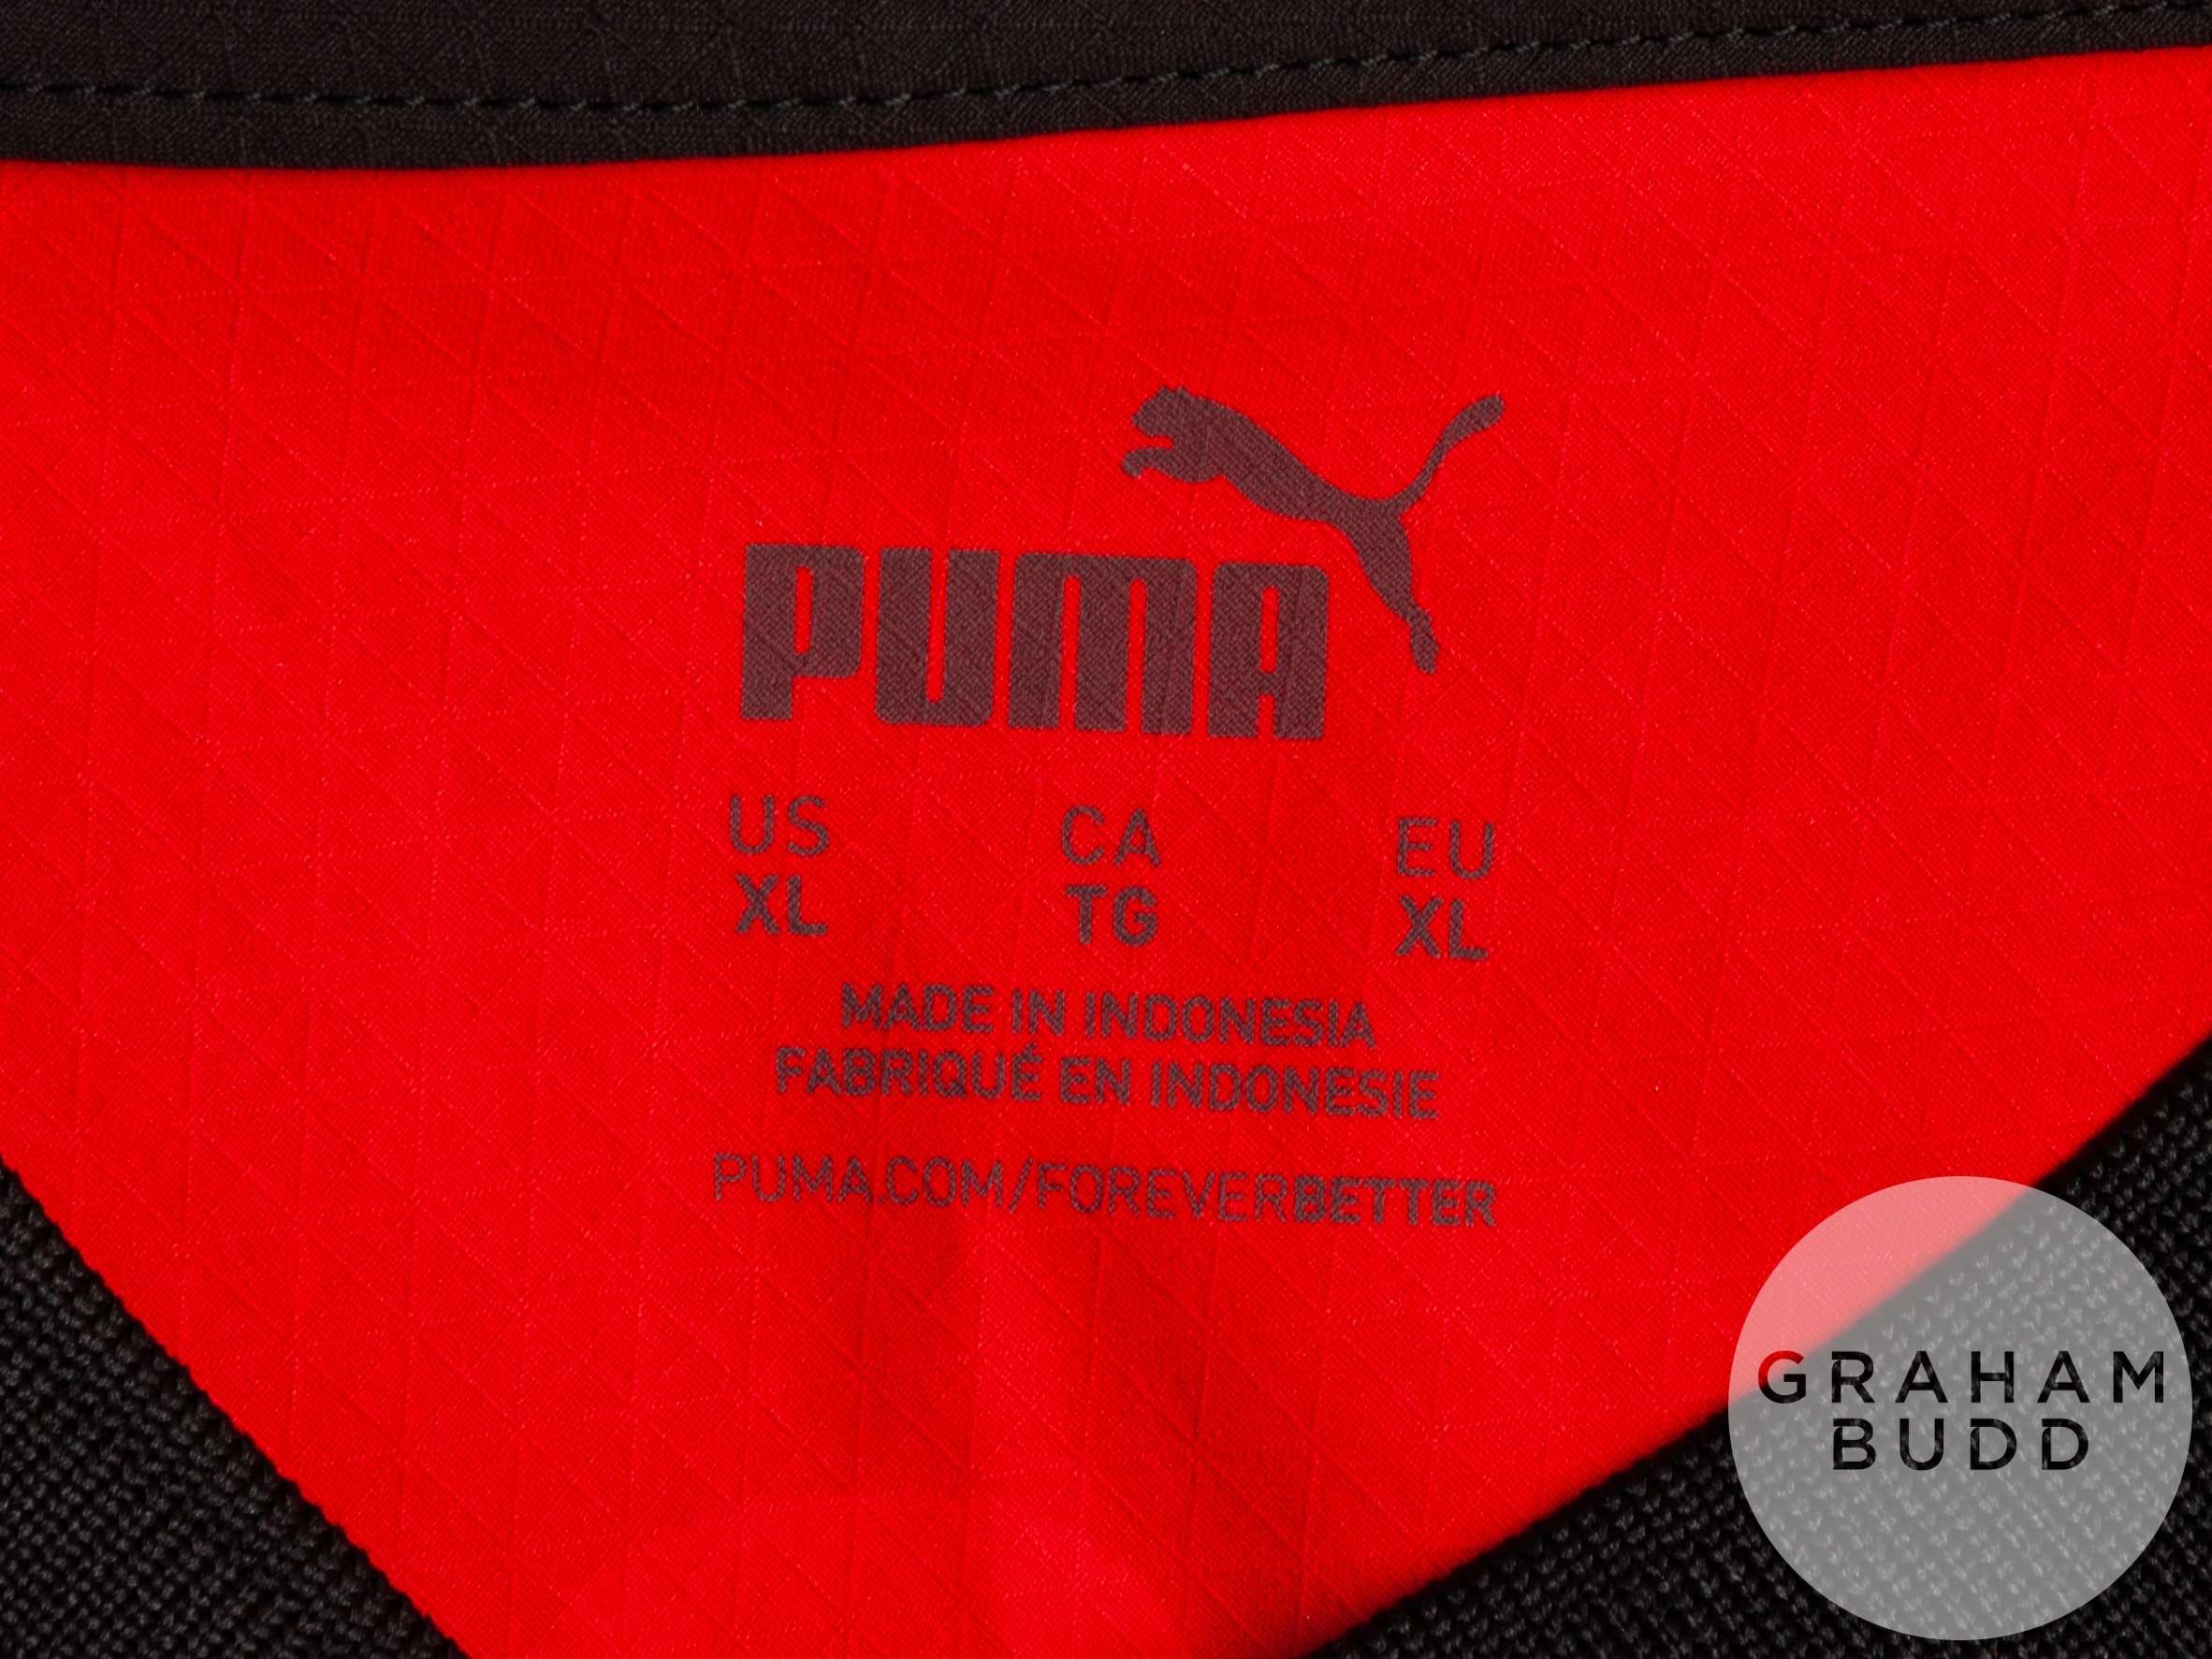 PUMA
US CA EU
XL TG XL
MADE IN INDONESIA
FABRIQUÉ EN INDONESIE
PUMA.COM/FOREVERBETTER
GRAHAM
BUDD